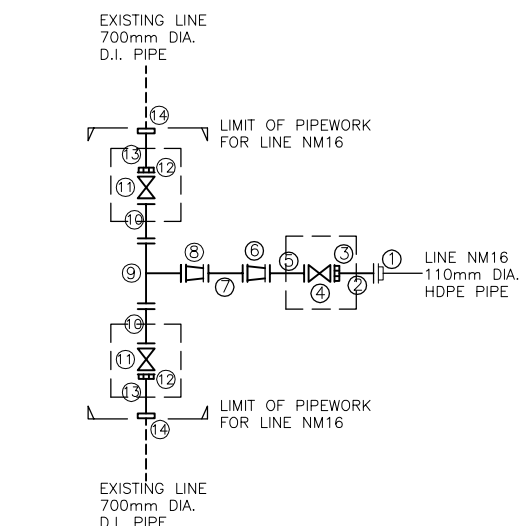 EXISTING LINE
700mm DIA.
D.I. PIPE
14
LIMIT OF PIPEWORK
FOR LINE NM16
13
12
11
10
8
6
3
1
5
9
7
4
2
LINE NM16
110mm DIA.
HDPE PIPE
10
11
12
13
LIMIT OF PIPEWORK
FOR LINE NM16
14
EXISTING LINE
700mm DIA.
D.I. PIPE